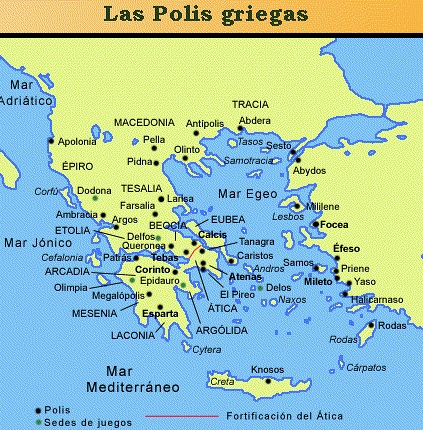 Las Polis griegas
Mar
Adriático
TRACIA
MACEDONIA
Antípolis
Abdera
Pella
Apolonia
Olinto
Tasos
Sesto
Pidna
Samotracia
ÉPIRO
Abydos
TESALIA
Dodona
Larisa
Mar Egeo
Corfú
Farsalia
Mililene
Ambracia
Argos
Lesbos
EUBEA
Focea
ETOLIA
BEOCIA
Delfos
Calcis
Mar Jónico
Queronea
Tanagra
Éfeso
Cefalonia
Patrás
Tebas
Caristos
Samos
ARCADIA
Corinto
Andros
Priene
Olimpia
Epidauro
Atenas
Mileto
Yaso
Megalópolis
El Pireo
Delos
Halicarnaso
MESENIA
Esparta
ÁTICA
Naxos
LACONIA
ARGÓLIDA
Rodas
Rodas
Cytera
Mar
Mediterráneo
Knosos
Cárpatos
Creta
Polis
Fortificación del Ática
Sedes de juegos